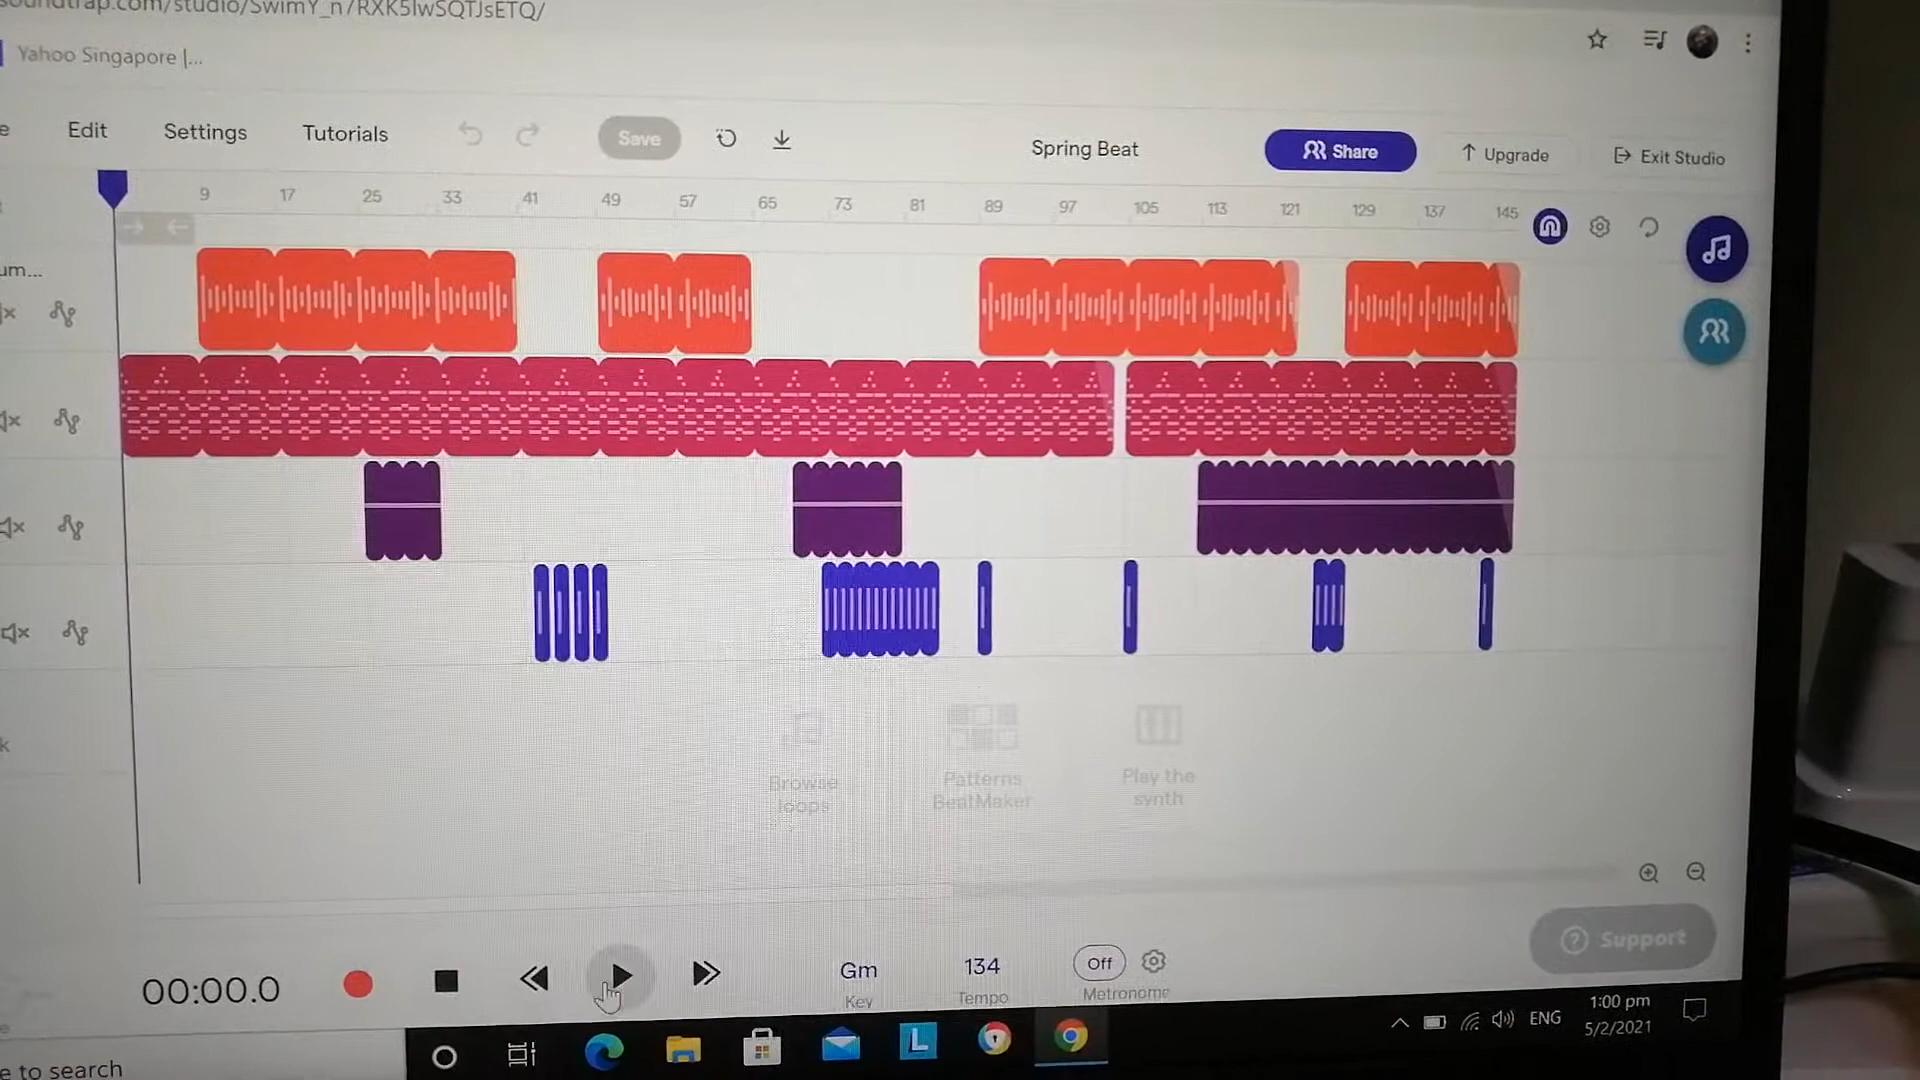 soundtrap.com/studio/SwimY_n7RXK5IwSQTJsETQ/
Yahoo Singapore |...
e Edit Settings Tutorials Save Spring Beat Share Upgrade Exit Studio
9 17 25 33 41 49 57 65 73 81 89 97 105 113 121 129 137 145
um...
k
Browse loops
Patterns BeatMaker
Play the synth
Support
00:00.0
Gm
Key
134
Tempo
Off
Metronome
1:00 pm
ENG
5/2/2021
e to search